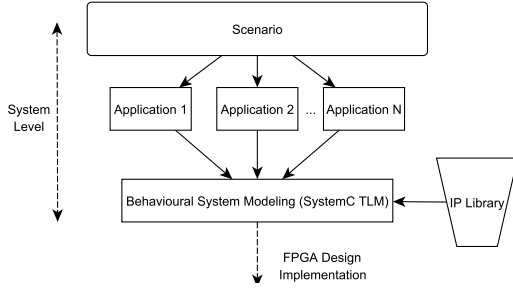 Scenario
Application 1
Application 2
...
Application N
System
Level
Behavioural System Modeling (SystemC TLM)
IP Library
FPGA Design
Implementation